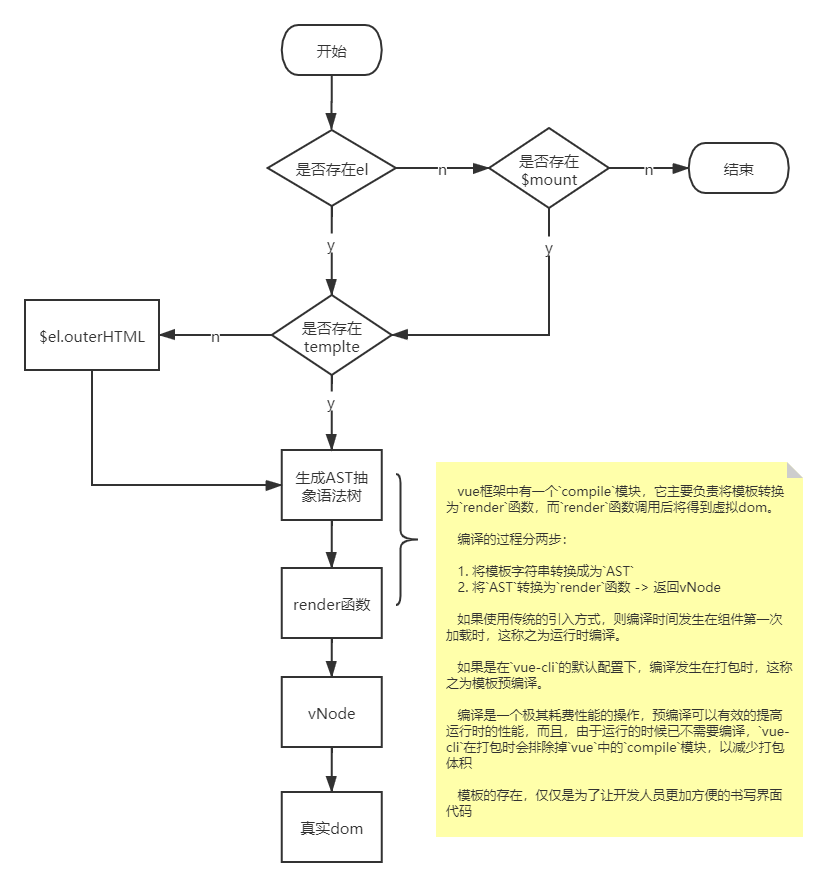 开始
是否存在el
n
是否存在
$mount
n
结束
y
y
$el.outerHTML
n
是否存在
templte
y
生成AST抽
象语法树
render函数
vNode
真实dom
vue框架中有一个`compile`模块，它主要负责将模板转换
为`render`函数，而`render`函数调用后将得到虚拟dom。
编译的过程分两步：
1. 将模板字符串转换成为`AST`
2. 将`AST`转换为`render`函数 -> 返回vNode
如果使用传统的引入方式，则编译时间发生在组件第一次
加载时，这称之为运行时编译。
如果是在`vue-cli`的默认配置下，编译发生在打包时，这称
之为模板预编译。
编译是一个极其耗费性能的操作，预编译可以有效的提高
运行时的性能，而且，由于运行的时候已不需要编译，`vue-
cli`在打包时会排除掉`vue`中的`compile`模块，以减少打包
体积
模板的存在，仅仅是为了让开发人员更加方便的书写界面
代码